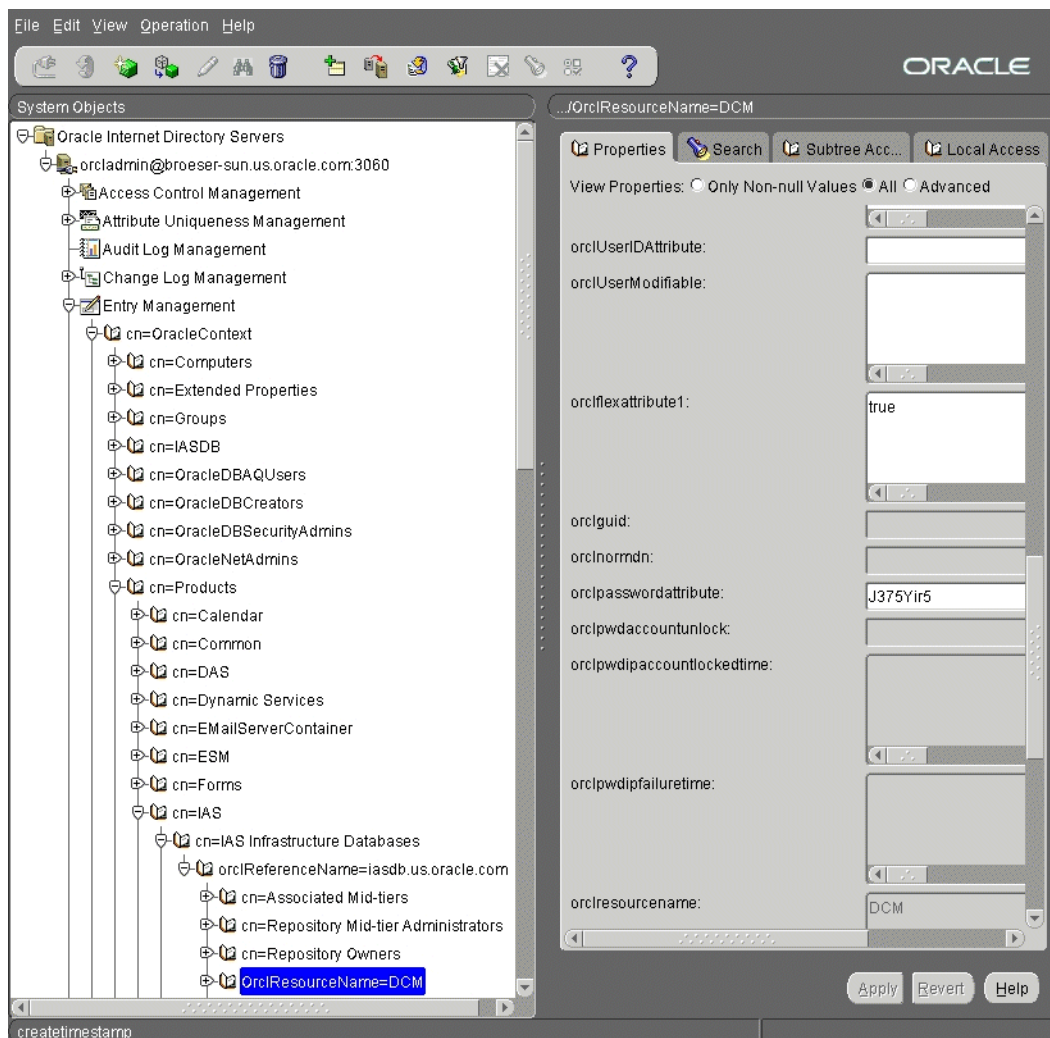 File Edit View Operation Help
ORACLE
System Objects
Oracle Internet Directory Servers
orcladmin@broeser-sun.us.oracle.com:3060
Access Control Management
Attribute Uniqueness Management
Audit Log Management
Change Log Management
Entry Management
cn=OracleContext
cn=Computers
cn=Extended Properties
cn=Groups
cn=IASDB
cn=OracleDBAQUsers
cn=OracleDBCreators
cn=OracleDBSecurityAdmins
cn=OracleNetAdmins
cn=Products
cn=Calendar
cn=Common
cn=DAS
cn=Dynamic Services
cn=EMailServerContainer
cn=ESM
cn=Forms
cn=IAS
cn=IAS Infrastructure Databases
orclReferenceName=iasdb.us.oracle.com
cn=Associated Mid-tiers
cn=Repository Mid-tier Administrators
cn=Repository Owners
OrclResourceName=DCM
createtimestamp
.../OrclResourceName=DCM
Properties Search Subtree Acc... Local Access
View Properties: Only Non-null Values All Advanced
orclUserIDAttribute:
orclUserModifiable:
orclflexattribute1: true
orclguid:
orclnormdn:
orclpasswordattribute: J375Yir5
orclpwdaccountunlock:
orclpwdipaccountlockedtime:
orclpwdipfailuretime:
orclresourcename: DCM
Apply Revert Help